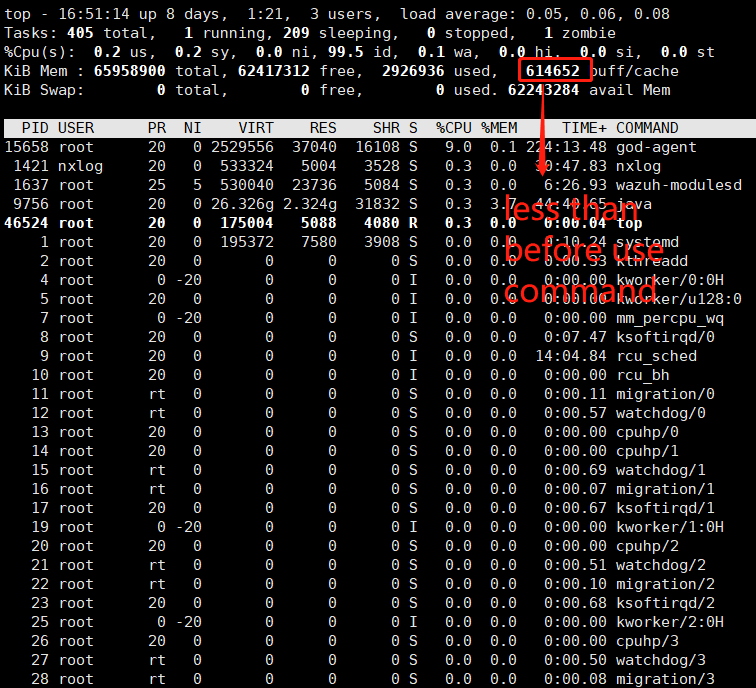 top - 16:51:14 up 8 days,  1:21,  3 users,  load average: 0.05, 0.06, 0.08
Tasks: 405 total,   1 running, 209 sleeping,   0 stopped,   1 zombie
%Cpu(s):  0.2 us,  0.2 sy,  0.0 ni, 99.5 id,  0.1 wa,  0.0 hi,  0.0 si,  0.0 st
KiB Mem : 65958900 total, 62417312 free,  2926936 used,   614652 buff/cache
KiB Swap:        0 total,        0 free,        0 used. 62243284 avail Mem
PID USER      PR  NI    VIRT    RES    SHR S  %CPU %MEM     TIME+ COMMAND
15658 root      20   0 2529556  37040  16108 S   9.0  0.1 224:13.48 god-agent
1421 nxlog     20   0  533324   5004   3528 S   0.3  0.0  30:47.83 nxlog
1637 root      25   5  530040  23736   5084 S   0.3  0.0   6:26.93 wazuh-modulesd
9756 root      20   0 26.326g 2.324g  31832 S   0.3  3.7  44:40.65 java
46524 root      20   0  175004   5088   4080 R   0.3  0.0   0:00.04 top
1 root      20   0  195372   7580   3908 S   0.0  0.0   0:10.24 systemd
2 root      20   0       0      0      0 S   0.0  0.0   0:00.33 kthreadd
4 root       0 -20       0      0      0 I   0.0  0.0   0:00.00 kworker/0:0H
5 root      20   0       0      0      0 I   0.0  0.0   0:00.00 kworker/u128:0
7 root       0 -20       0      0      0 I   0.0  0.0   0:00.00 mm_percpu_wq
8 root      20   0       0      0      0 S   0.0  0.0   0:07.47 ksoftirqd/0
9 root      20   0       0      0      0 I   0.0  0.0  14:04.84 rcu_sched
10 root      20   0       0      0      0 I   0.0  0.0   0:00.00 rcu_bh
11 root      rt   0       0      0      0 S   0.0  0.0   0:00.11 migration/0
12 root      rt   0       0      0      0 S   0.0  0.0   0:00.57 watchdog/0
13 root      20   0       0      0      0 S   0.0  0.0   0:00.00 cpuhp/0
14 root      20   0       0      0      0 S   0.0  0.0   0:00.00 cpuhp/1
15 root      rt   0       0      0      0 S   0.0  0.0   0:00.69 watchdog/1
16 root      rt   0       0      0      0 S   0.0  0.0   0:00.07 migration/1
17 root      20   0       0      0      0 S   0.0  0.0   0:00.67 ksoftirqd/1
19 root       0 -20       0      0      0 I   0.0  0.0   0:00.00 kworker/1:0H
20 root      20   0       0      0      0 S   0.0  0.0   0:00.00 cpuhp/2
21 root      rt   0       0      0      0 S   0.0  0.0   0:00.51 watchdog/2
22 root      rt   0       0      0      0 S   0.0  0.0   0:00.10 migration/2
23 root      20   0       0      0      0 S   0.0  0.0   0:00.68 ksoftirqd/2
25 root       0 -20       0      0      0 I   0.0  0.0   0:00.00 kworker/2:0H
26 root      20   0       0      0      0 S   0.0  0.0   0:00.00 cpuhp/3
27 root      rt   0       0      0      0 S   0.0  0.0   0:00.50 watchdog/3
28 root      rt   0       0      0      0 S   0.0  0.0   0:00.08 migration/3
less than
before use
command